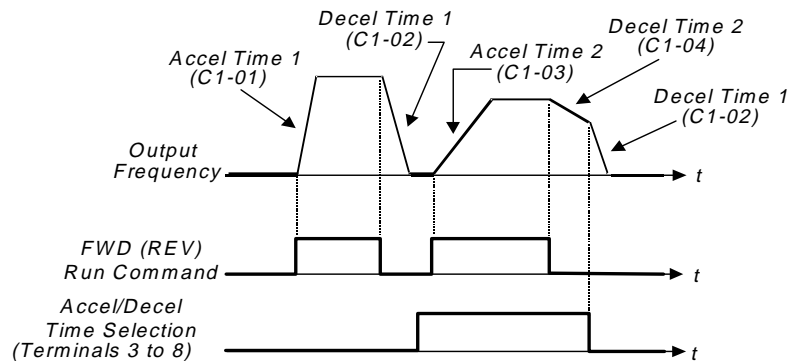 Decel Time 1
(C1-02)
Accel Time 1
(C1-01)
Accel Time 2
(C1-03)
Decel Time 2
(C1-04)
Decel Time 1
(C1-02)
Output
Frequency
t
FWD (REV)
Run Command
t
Accel/Decel
Time Selection
(Terminals 3 to 8)
t